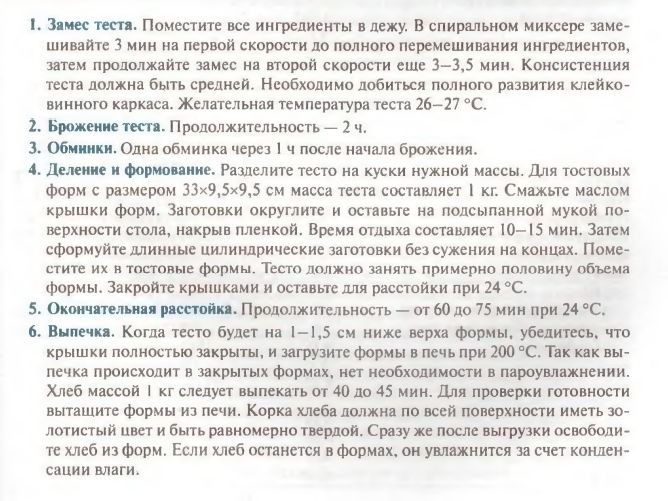 1. Замес теста. Поместите все ингредиенты в дежу. В спиральном миксере заме-
шивайте 3 мин на первой скорости до полного перемешивания ингредиентов,
затем продолжайте замес на второй скорости еще 3–3,5 мин. Консистенция
теста должна быть средней. Необходимо добиться полного развития клейко-
винного каркаса. Желательная температура теста 26–27 °С.
2. Брожение теста. Продолжительность — 2 ч.
3. Обминки. Одна обминка через 1 ч после начала брожения.
4. Деление и формование. Разделите тесто на куски нужной массы. Для тостовых
форм с размером 33×9,5×9,5 см масса теста составляет 1 кг. Смажьте маслом
крышки форм. Заготовки округлите и оставьте на подсыпанной мукой по-
верхности стола, накрыв пленкой. Время отдыха составляет 10–15 мин. Затем
сформуйте длинные цилиндрические заготовки без сужения на концах. Поме-
стите их в тостовые формы. Тесто должно занять примерно половину объема
формы. Закройте крышками и оставьте для расстойки при 24 °С.
5. Окончательная расстойка. Продолжительность — от 60 до 75 мин при 24 °С.
6. Выпечка. Когда тесто будет на 1–1,5 см ниже верха формы, убедитесь, что
крышки полностью закрыты, и загрузите формы в печь при 200 °С. Так как вы-
печка происходит в закрытых формах, нет необходимости в пароувлажнении.
Хлеб массой 1 кг следует выпекать от 40 до 45 мин. Для проверки готовности
вытащите формы из печи. Корка хлеба должна по всей поверхности иметь зо-
лотистый цвет и быть равномерно твердой. Сразу же после выгрузки освободи-
те хлеб из форм. Если хлеб останется в формах, он увлажнится за счет конден-
сации влаги.